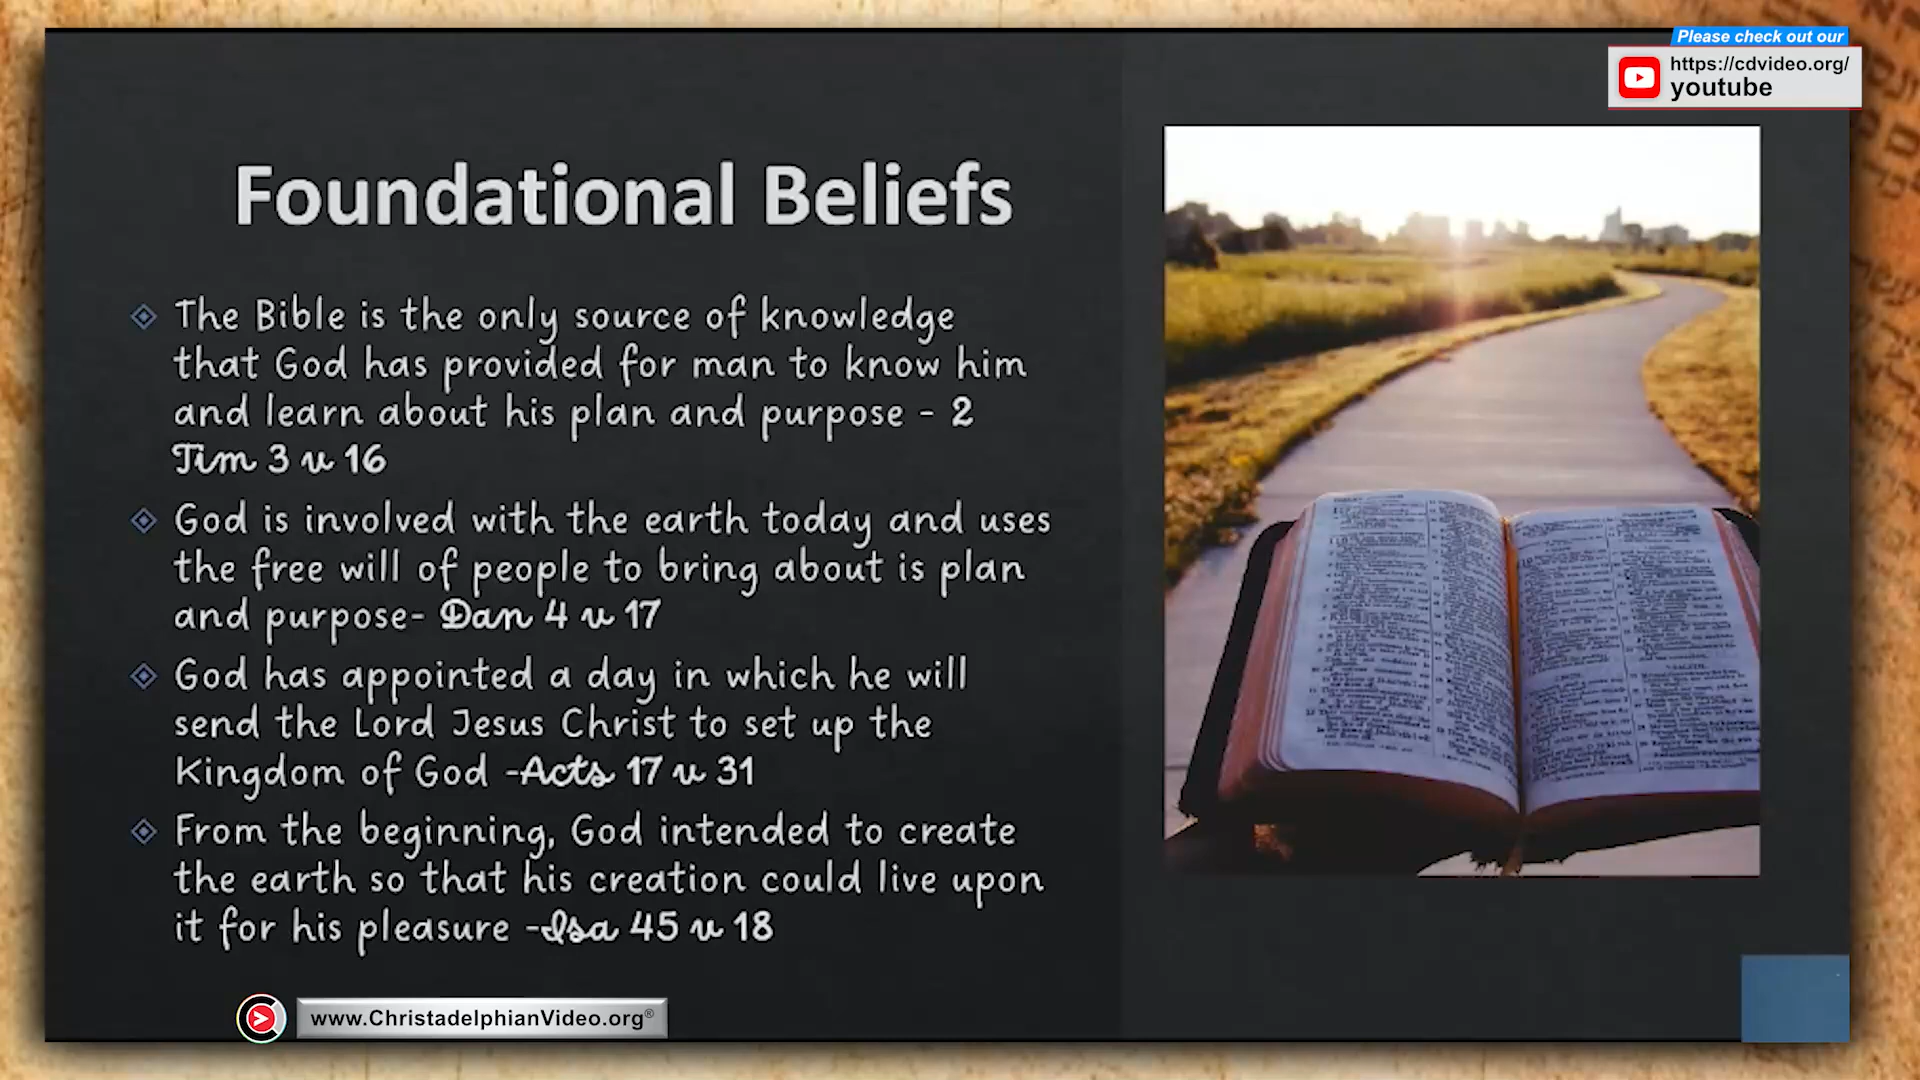 Please check out our
https://cdvideo.org/
youtube
Foundational Beliefs
The Bible is the only source of knowledge
that God has provided for man to know him
and learn about his plan and purpose - 2
Tim 3 v 16
God is involved with the earth today and uses
the free will of people to bring about is plan
and purpose- Dan 4 v 17
God has appointed a day in which he will
send the Lord Jesus Christ to set up the
Kingdom of God -Acts 17 v 31
From the beginning, God intended to create
the earth so that his creation could live upon
it for his pleasure -Isa 45 v 18
www.ChristadelphianVideo.org®